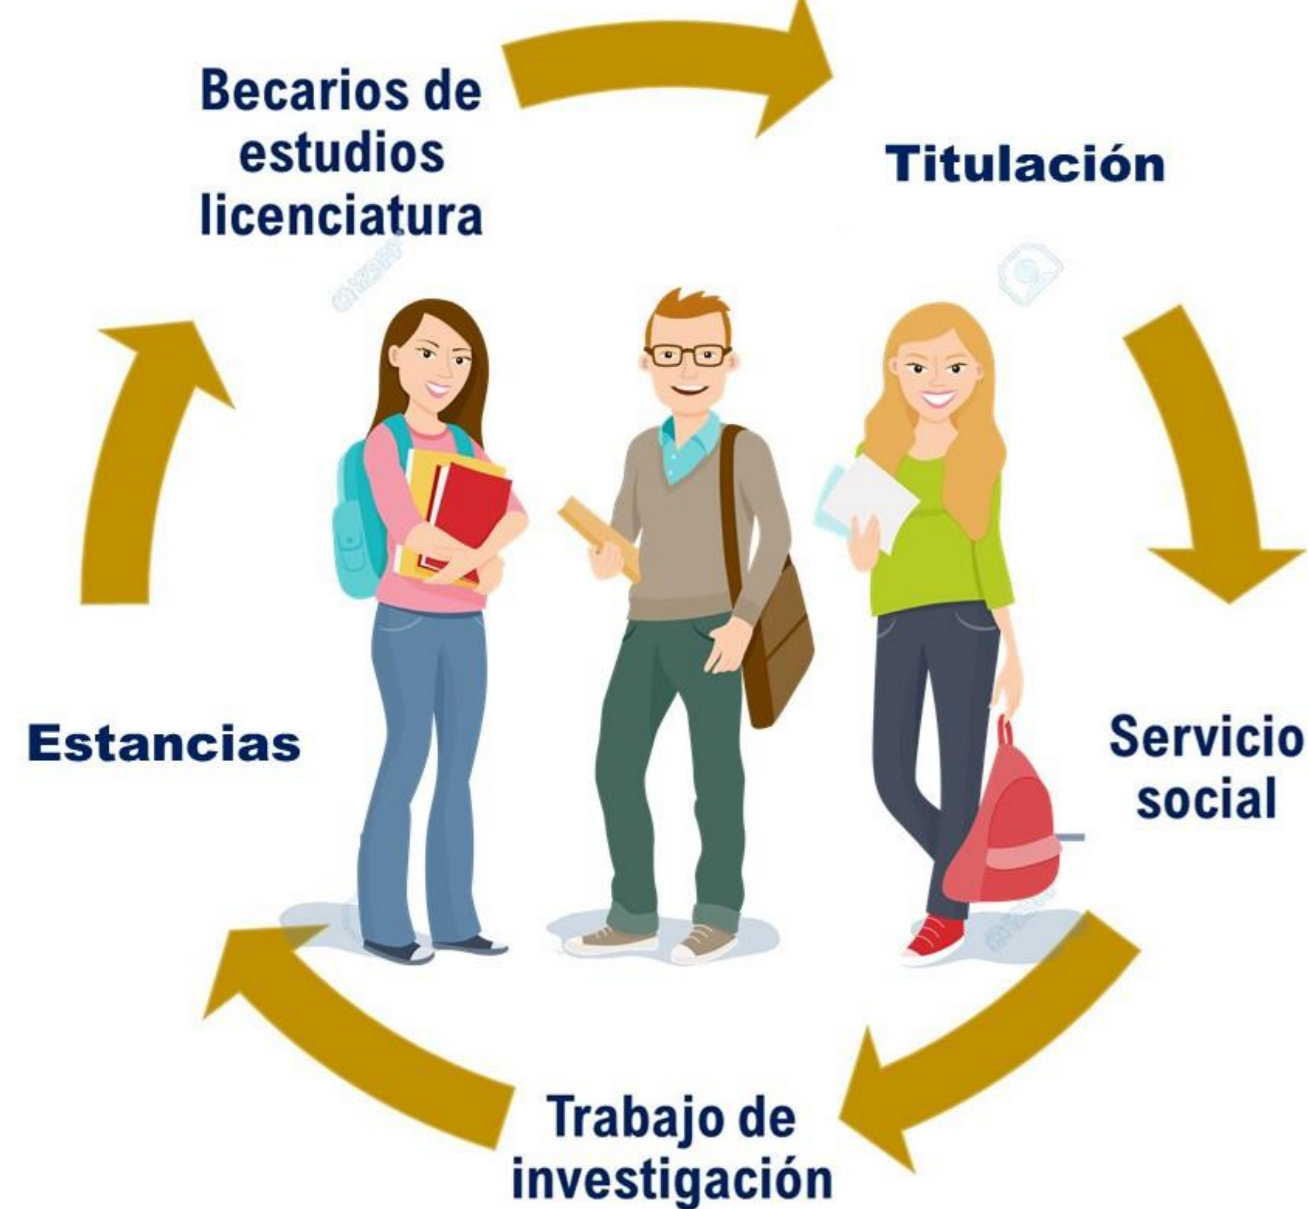 Becarios de
estudios
licenciatura
Titulación
Servicio
social
Trabajo de
investigación
Estancias